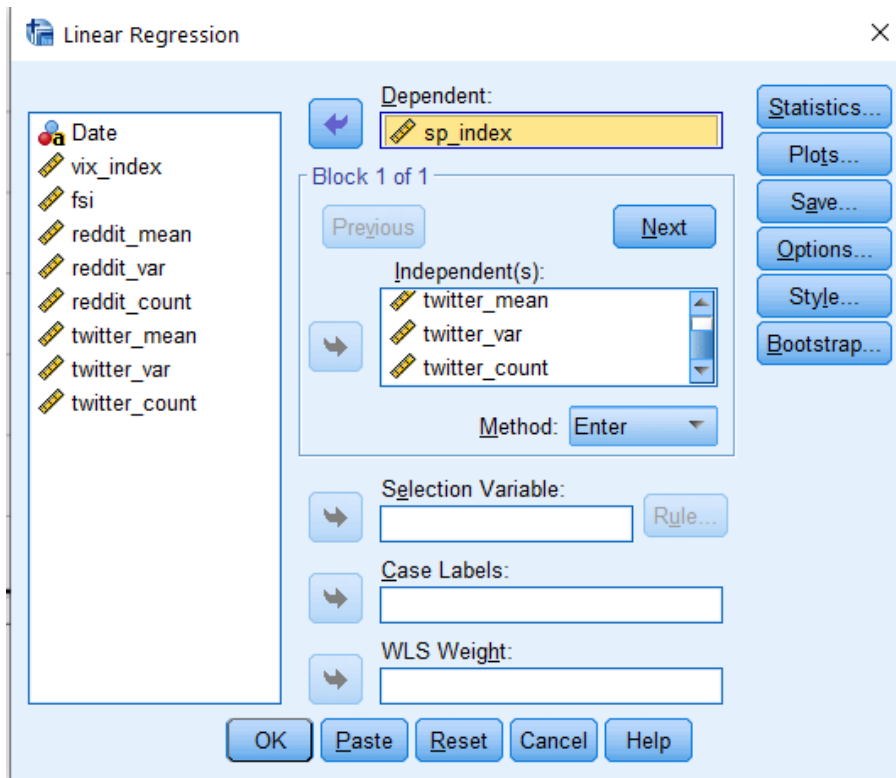 Linear Regression
Date
vix_index
fsi
reddit_mean
reddit_var
reddit_count
twitter_mean
twitter_var
twitter_count
Dependent:
sp_index
Block 1 of 1
Previous
Next
Independent(s):
twitter_mean
twitter_var
twitter_count
Method: Enter
Selection Variable:
Rule...
Case Labels:
WLS Weight:
Statistics...
Plots...
Save...
Options...
Style...
Bootstrap...
OK Paste Reset Cancel Help